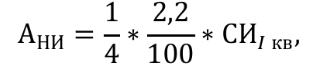 А_НИ = 1/4 * 2,2/100 * СИ_I кв,